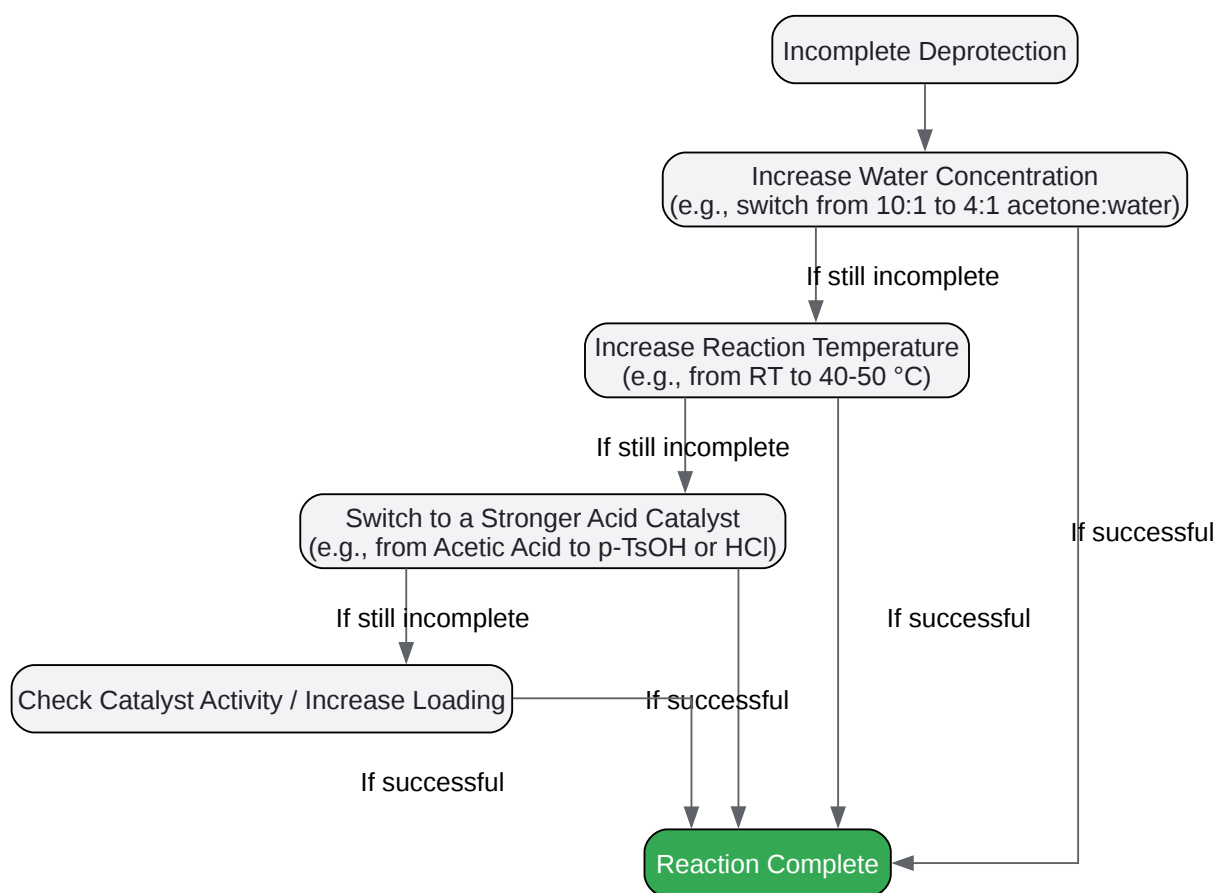 Incomplete Deprotection
Increase Water Concentration
(e.g., switch from 10:1 to 4:1 acetone:water)
If still incomplete
Increase Reaction Temperature
(e.g., from RT to 40-50 °C)
If still incomplete
Switch to a Stronger Acid Catalyst
(e.g., from Acetic Acid to p-TsOH or HCl)
If successful
If still incomplete
If successful
Check Catalyst Activity / Increase Loading
If successful
If successful
Reaction Complete